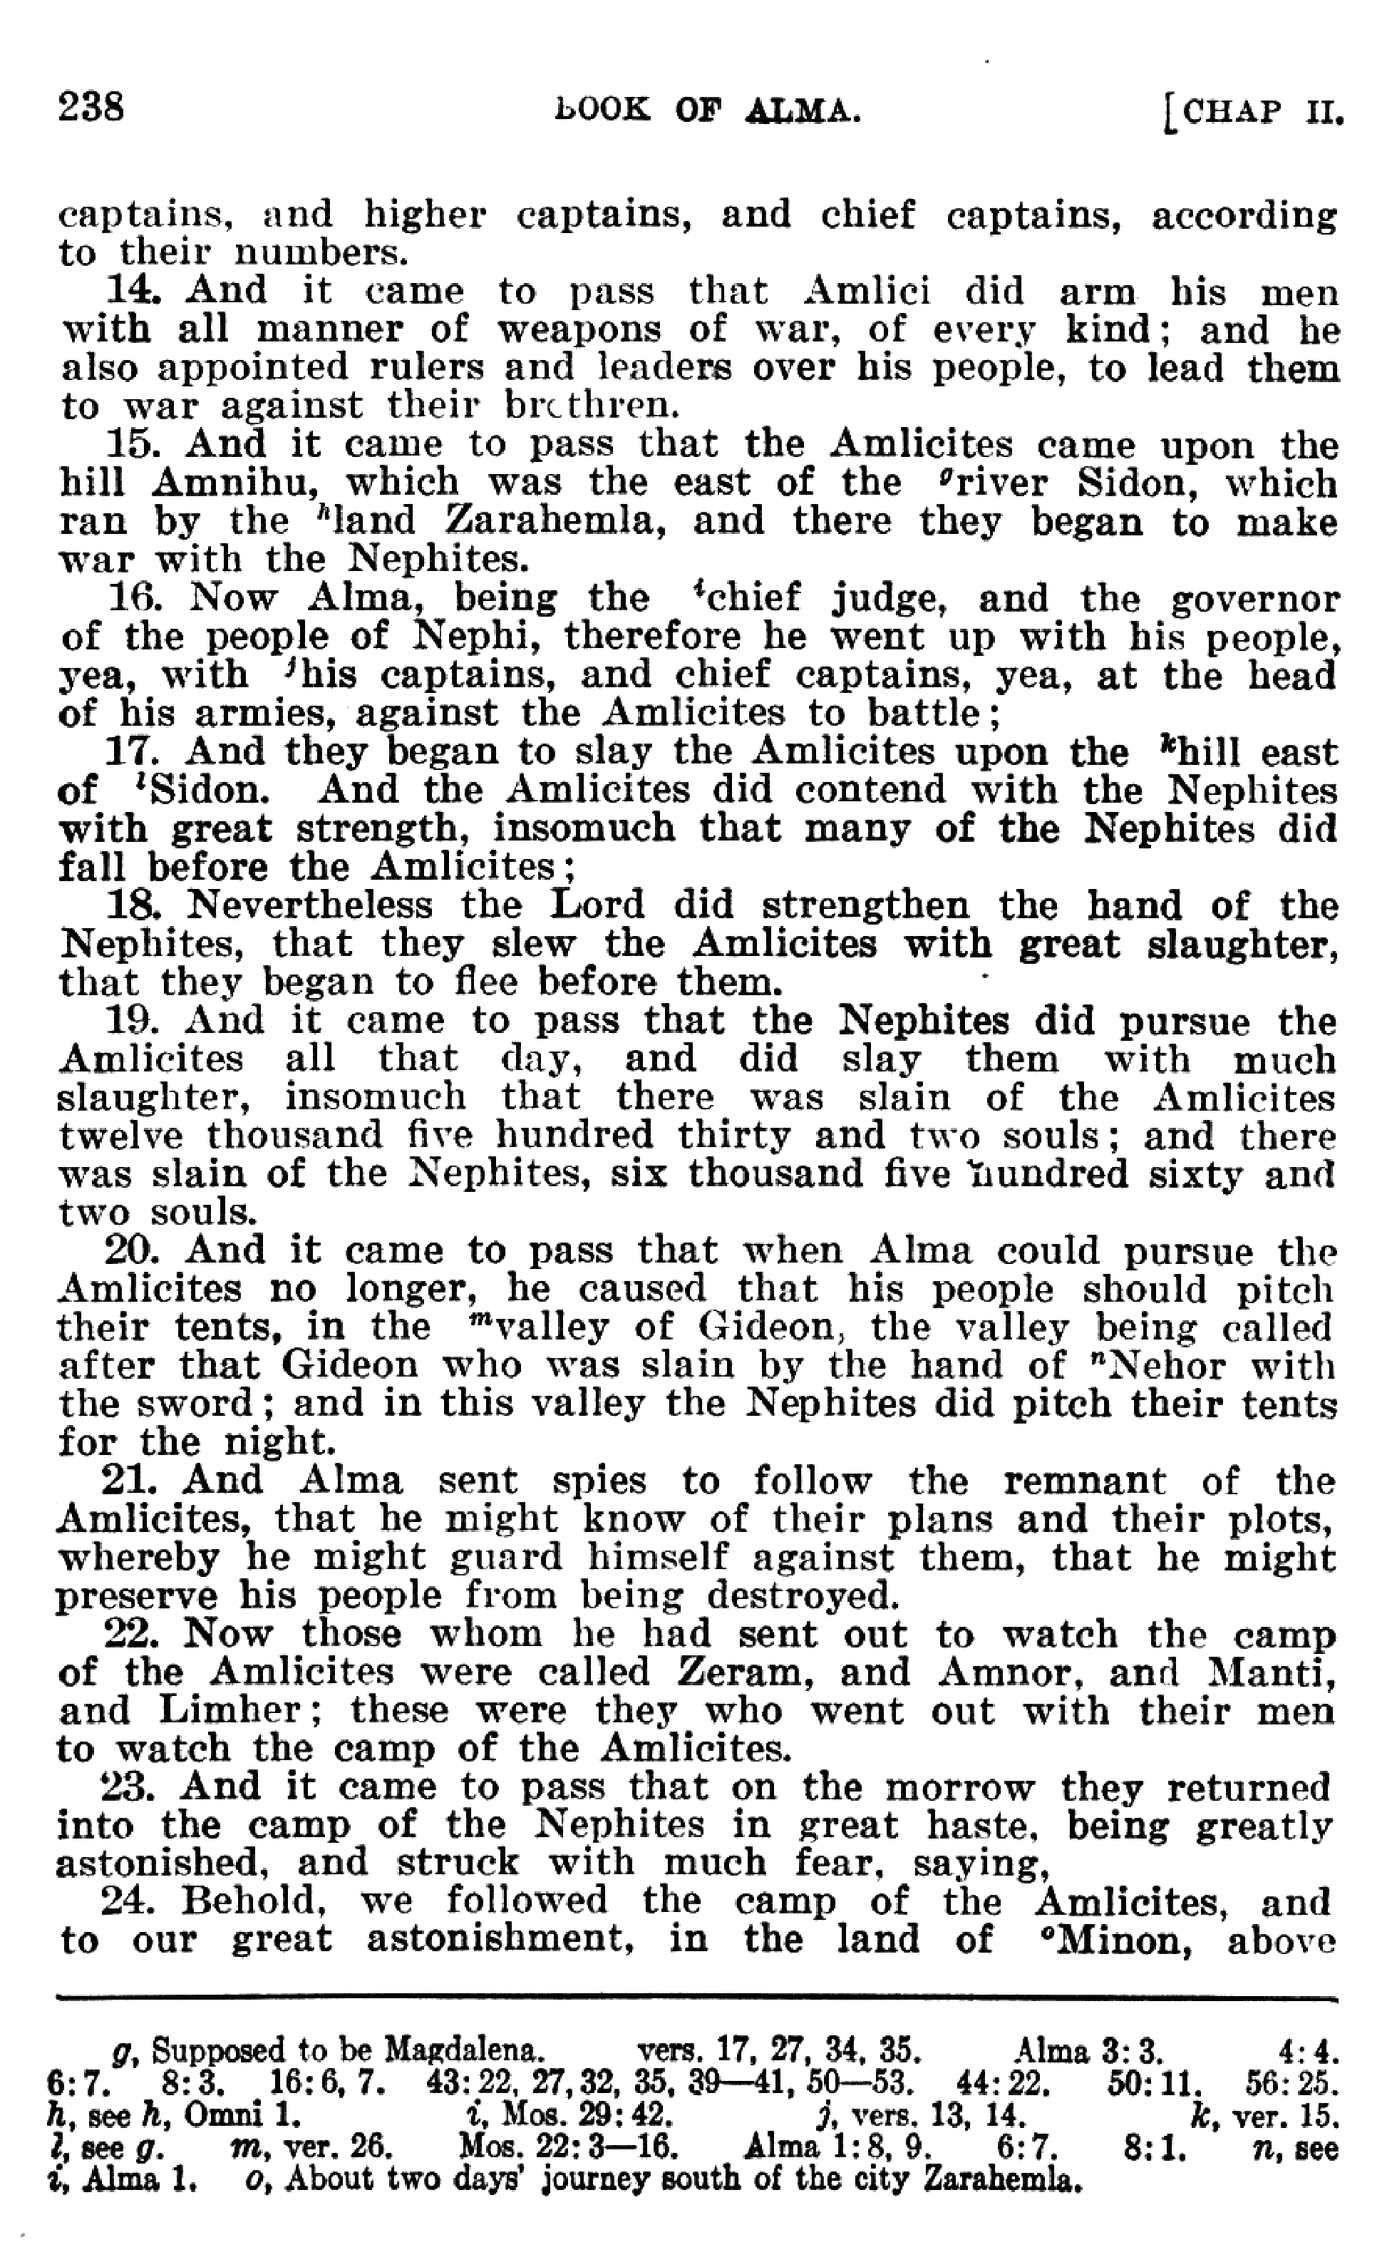 238 BOOK OF ALMA. [CHAP II.
captains, and higher captains, and chief captains, according
to their numbers.
14. And it came to pass that Amlici did arm his men
with all manner of weapons of war, of every kind; and he
also appointed rulers and leaders over his people, to lead them
to war against their brethren.
15. And it came to pass that the Amlicites came upon the
hill Amnihu, which was the east of the ᵍriver Sidon, which
ran by the ʰland Zarahemla, and there they began to make
war with the Nephites.
16. Now Alma, being the ⁱchief judge, and the governor
of the people of Nephi, therefore he went up with his people,
yea, with ʲhis captains, and chief captains, yea, at the head
of his armies, against the Amlicites to battle;
17. And they began to slay the Amlicites upon the ᵏhill east
of ˡSidon. And the Amlicites did contend with the Nephites
with great strength, insomuch that many of the Nephites did
fall before the Amlicites;
18. Nevertheless the Lord did strengthen the hand of the
Nephites, that they slew the Amlicites with great slaughter,
that they began to flee before them.
19. And it came to pass that the Nephites did pursue the
Amlicites all that day, and did slay them with much
slaughter, insomuch that there was slain of the Amlicites
twelve thousand five hundred thirty and two souls; and there
was slain of the Nephites, six thousand five hundred sixty and
two souls.
20. And it came to pass that when Alma could pursue the
Amlicites no longer, he caused that his people should pitch
their tents, in the ᵐvalley of Gideon, the valley being called
after that Gideon who was slain by the hand of ⁿNehor with
the sword; and in this valley the Nephites did pitch their tents
for the night.
21. And Alma sent spies to follow the remnant of the
Amlicites, that he might know of their plans and their plots,
whereby he might guard himself against them, that he might
preserve his people from being destroyed.
22. Now those whom he had sent out to watch the camp
of the Amlicites were called Zeram, and Amnor, and Manti,
and Limher; these were they who went out with their men
to watch the camp of the Amlicites.
23. And it came to pass that on the morrow they returned
into the camp of the Nephites in great haste, being greatly
astonished, and struck with much fear, saying,
24. Behold, we followed the camp of the Amlicites, and
to our great astonishment, in the land of ᵒMinon, above
g, Supposed to be Magdalena. vers. 17, 27, 34, 35. Alma 3:3. 4:4.
6:7. 8:3. 16:6, 7. 43:22, 27, 32, 35, 39—41, 50—53. 44:22. 50:11. 56:25.
h, see h, Omni 1. i, Mos. 29:42. j, vers. 13, 14. k, ver. 15.
l, see g. m, ver. 26. Mos. 22:3—16. Alma 1:8, 9. 6:7. 8:1. n, see
i, Alma 1. o, About two days' journey south of the city Zarahemla.